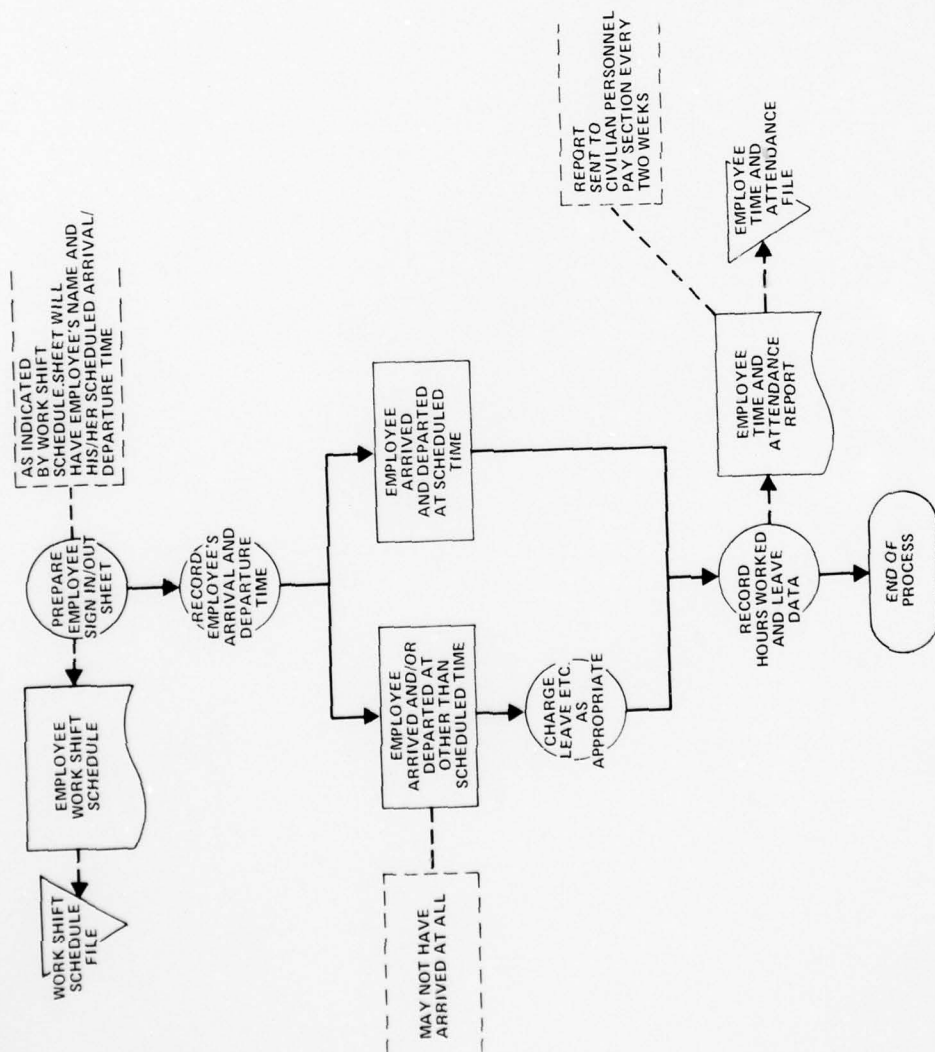 AS INDICATED
BY WORK SHIFT
SCHEDULE.SHEET WILL
HAVE EMPLOYEE'S NAME AND
HIS/HER SCHEDULED ARRIVAL/
DEPARTURE TIME
PREPARE
EMPLOYEE
SIGN IN/OUT
SHEET
EMPLOYEE
WORK SHIFT
SCHEDULE
WORK SHIFT
SCHEDULE
FILE
RECORD
EMPLOYEE'S
ARRIVAL AND
DEPARTURE
TIME
EMPLOYEE
ARRIVED AND/OR
DEPARTED AT
OTHER THAN
SCHEDULED TIME
MAY NOT HAVE
ARRIVED AT ALL
EMPLOYEE
ARRIVED
AND DEPARTED
AT SCHEDULED
TIME
CHARGE
LEAVE ETC.
AS
APPROPRIATE
RECORD
HOURS WORKED
AND LEAVE
DATA
EMPLOYEE
TIME AND
ATTENDANCE
REPORT
REPORT
SENT TO
CIVILIAN PERSONNEL
PAY SECTION EVERY
TWO WEEKS
EMPLOYEE
TIME AND
ATTENDANCE
FILE
END OF
PROCESS